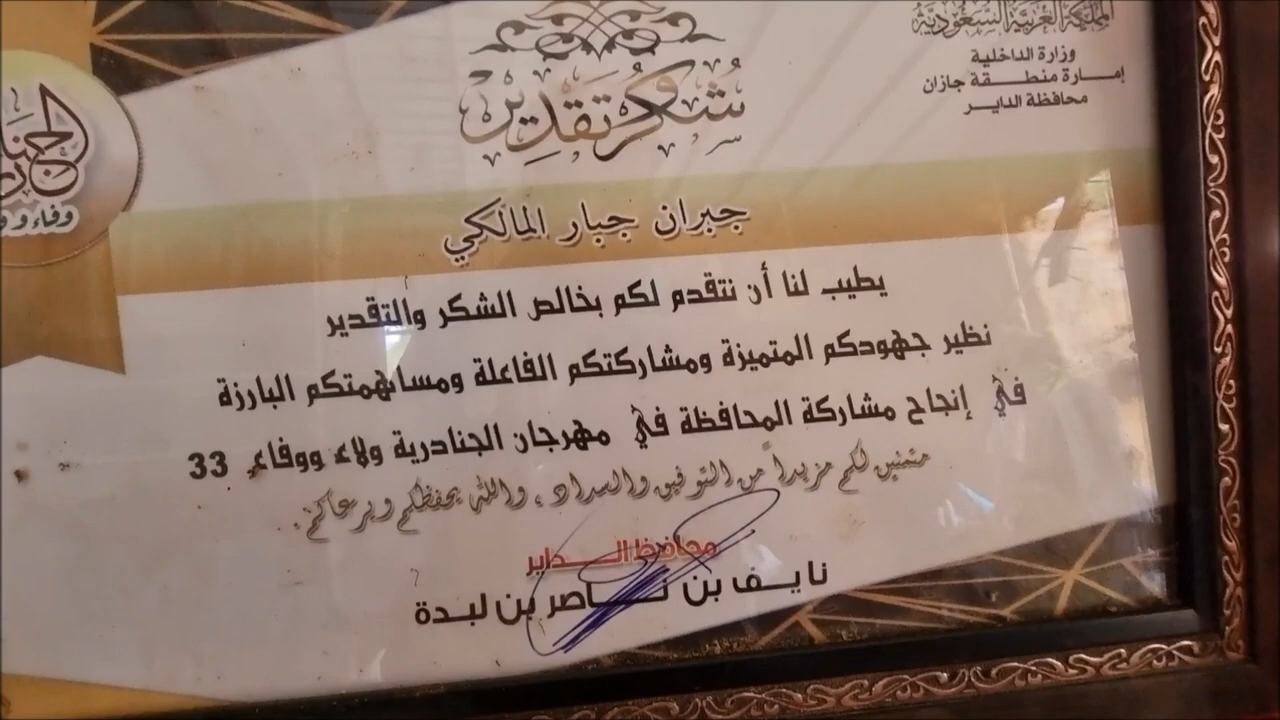 المملكة العربية السعودية
وزارة الداخلية
إمارة منطقة جازان
محافظة الداير
شكر وتقدير
جبران جبار المالكي
يطيب لنا أن نتقدم لكم بخالص الشكر والتقدير
نظير جهودكم المتميزة ومشاركتكم الفاعلة ومساهمتكم البارزة
في إنجاح مشاركة المحافظة في مهرجان الجنادرية ولاء ووفاء 33
متمنين لكم مزيداً من التوفيق والسداد ، والله يحفظكم ويرعاكم .
محافظ الداير
نايف بن ناصر بن لبدة